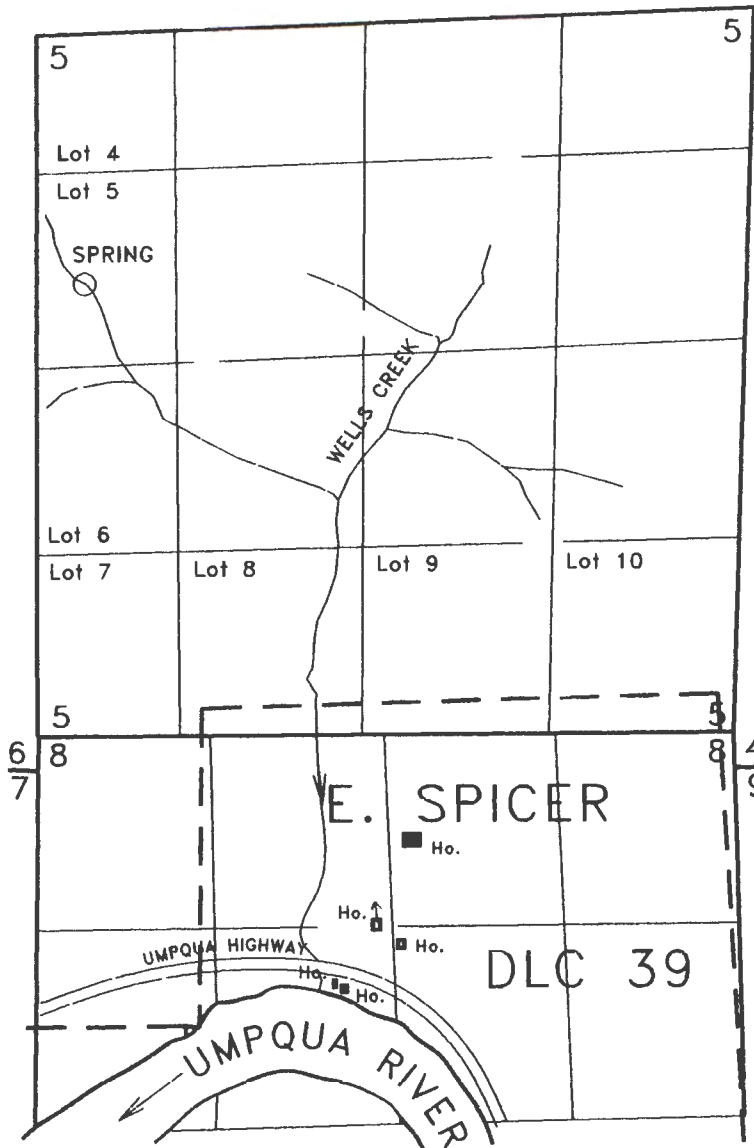 5 5
Lot 4
Lot 5
SPRING
WELLS CREEK
Lot 6
Lot 7 Lot 8 Lot 9 Lot 10
5 5
6 8 8 4
7 9
E. SPICER
Ho.
Ho.
Ho.
UMPQUA HIGHWAY
DLC 39
Ho.
Ho.
UMPQUA RIVER